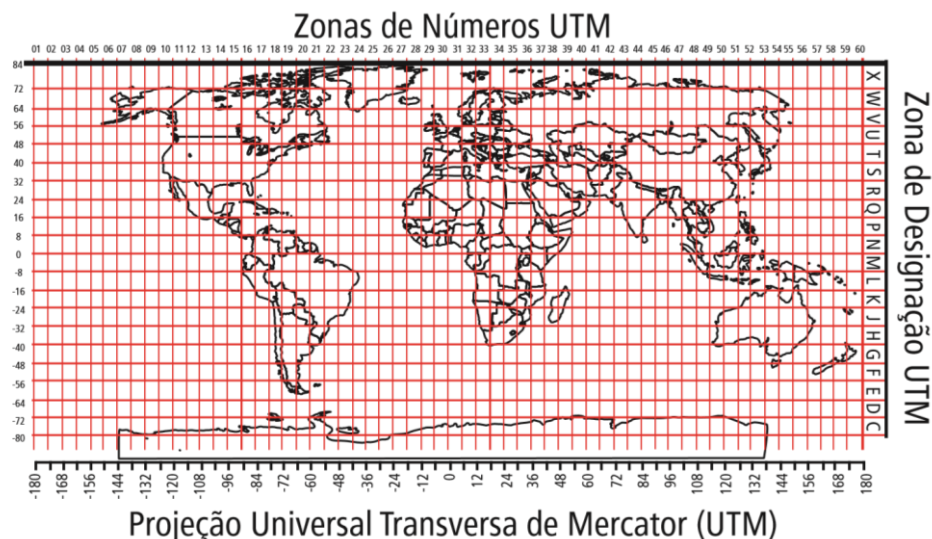 Zonas de Números UTM
01 02 03 04 05 06 07 08 09 10 11 12 13 14 15 16 17 18 19 20 21 22 23 24 25 26 27 28 29 30 31 32 33 34 35 36 37 38 39 40 41 42 43 44 45 46 47 48 49 50 51 52 53 54 55 56 57 58 59 60
84
72
64
56
48
40
32
24
16
8
0
-8
-16
-24
-32
-40
-48
-56
-64
-72
-80
X
W
V
U
T
S
R
Q
P
N
M
L
K
J
H
G
F
E
D
C
Zona de Designação UTM
-180 -168 -156 -144 -132 -120 -108 -96 -84 -72 -60 -48 -36 -24 -12 0 12 24 36 48 60 72 84 96 108 120 132 144 156 168 180
Projeção Universal Transversa de Mercator (UTM)